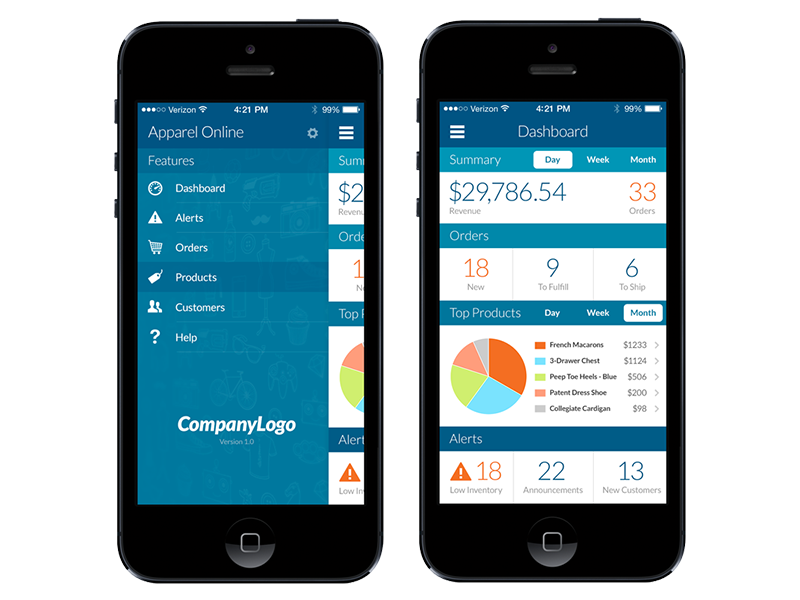 ●●●○○ Verizon 4:21 PM 99%
Apparel Online
Features
Dashboard
Alerts
Orders
Products
Customers
Help
CompanyLogo
Version 1.0
Summ
$2
Revenu
Orde
1
N
Top F
Alert
Low In
●●●○○ Verizon 4:21 PM 99%
Dashboard
Summary Day Week Month
$29,786.54 33
Revenue Orders
Orders
18 9 6
New To Fulfill To Ship
Top Products Day Week Month
French Macarons $1233
3-Drawer Chest $1124
Peep Toe Heels - Blue $506
Patent Dress Shoe $200
Collegiate Cardigan $98
Alerts
18 22 13
Low Inventory Announcements New Customers